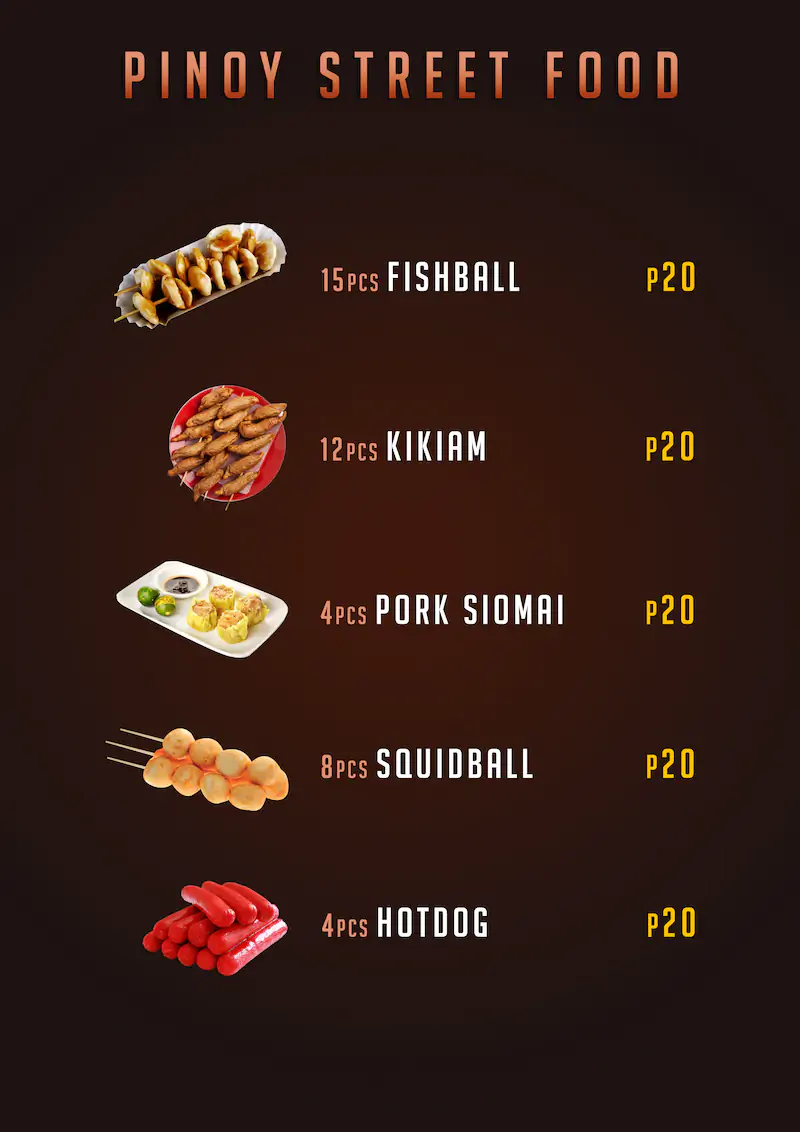 PINOY STREET FOOD
15PCS FISHBALL P20
12PCS KIKIAM P20
4PCS PORK SIOMAI P20
8PCS SQUIDBALL P20
4PCS HOTDOG P20